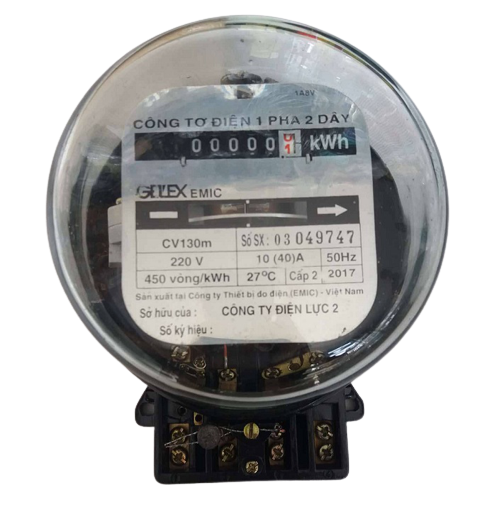 1A8V
CÔNG TƠ ĐIỆN 1 PHA 2 DÂY
00000 kWh
GELEX EMIC
CV130m Số SX: 03 049747
220 V 10 (40)A 50Hz
450 vòng/kWh 27°C Cấp 2 2017
Sản xuất tại Công ty Thiết bị đo điện (EMIC) - Việt Nam
Sở hữu của : CÔNG TY ĐIỆN LỰC 2
Số ký hiệu :